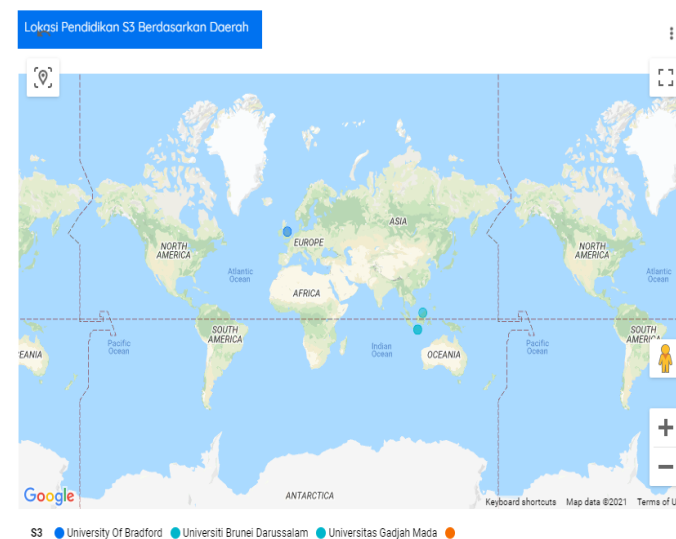 Lokasi Pendidikan S3 Berdasarkan Daerah
NORTH
AMERICA
Atlantic
Ocean
EUROPE
ASIA
AFRICA
SOUTH
AMERICA
Pacific
Ocean
Indian
Ocean
OCEANIA
EANIA
Pacific
Ocean
NORTH
AMERICA
Atlantic
Ocean
SOUTH
AMERICA
ANTARCTICA
Google
Keyboard shortcuts Map data ©2021 Terms of U
S3 University Of Bradford Universiti Brunei Darussalam Universitas Gadjah Mada